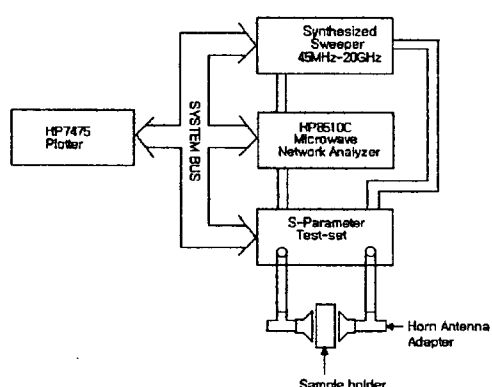 Synthesized
Sweeper
45MHz-20GHz
HP7475
Plotter
SYSTEM BUS
HP8510C
Microwave
Network Analyzer
S-Parameter
Test-set
Horn Antenna
Adapter
Sample holder